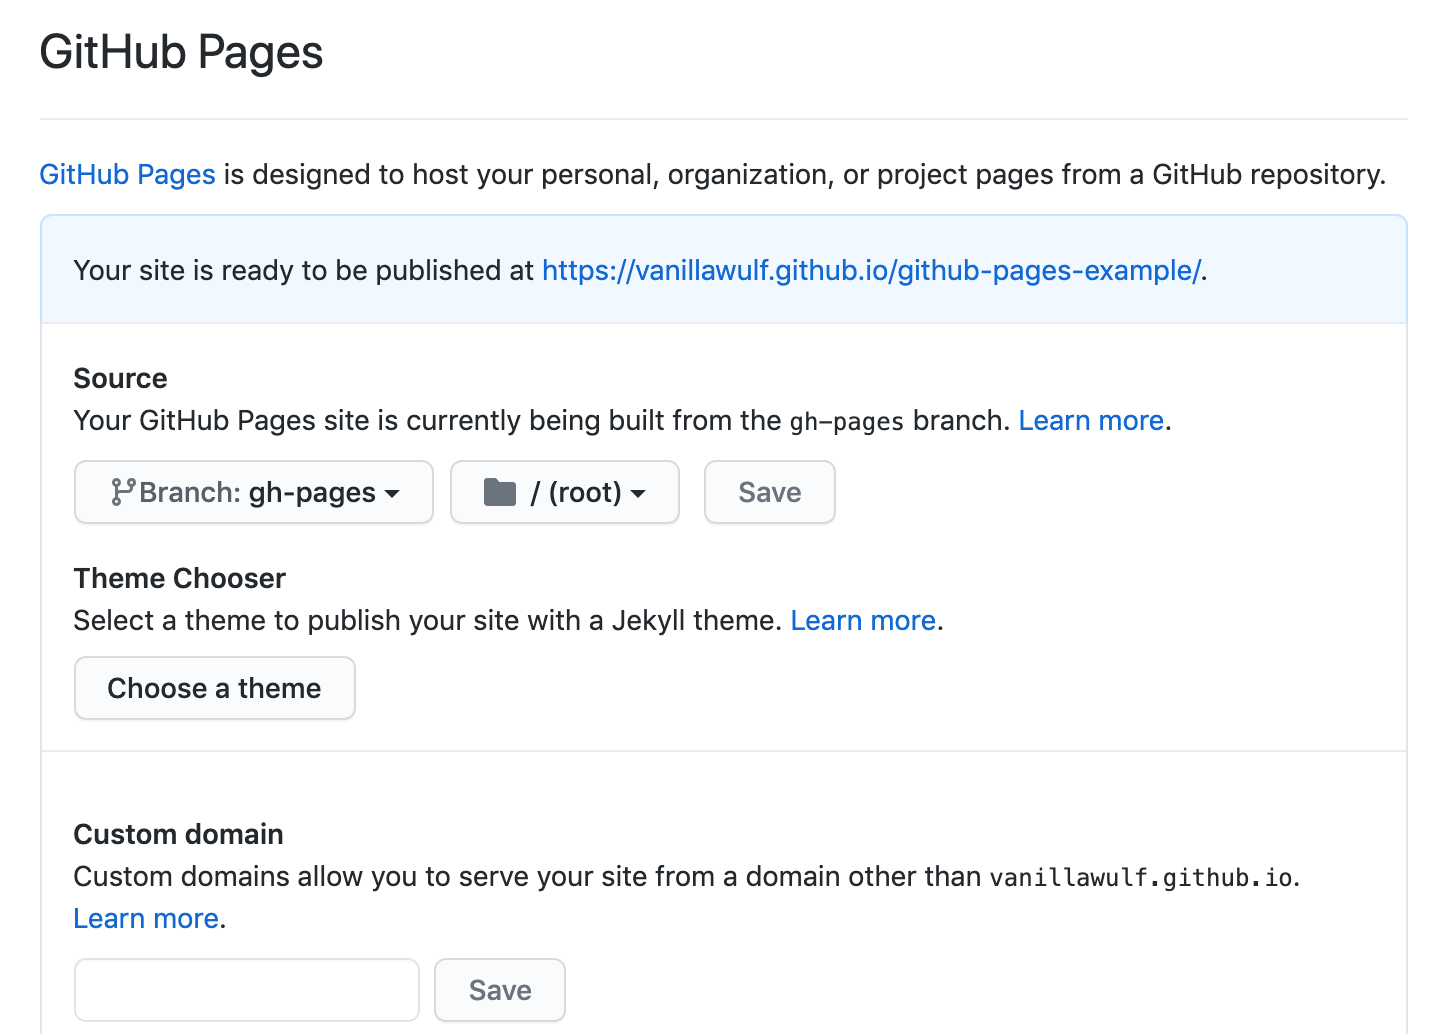 GitHub Pages
GitHub Pages is designed to host your personal, organization, or project pages from a GitHub repository.
Your site is ready to be published at https://vanillawulf.github.io/github-pages-example/.
Source
Your GitHub Pages site is currently being built from the gh-pages branch. Learn more.
Branch: gh-pages / (root) Save
Theme Chooser
Select a theme to publish your site with a Jekyll theme. Learn more.
Choose a theme
Custom domain
Custom domains allow you to serve your site from a domain other than vanillawulf.github.io.
Learn more.
Save